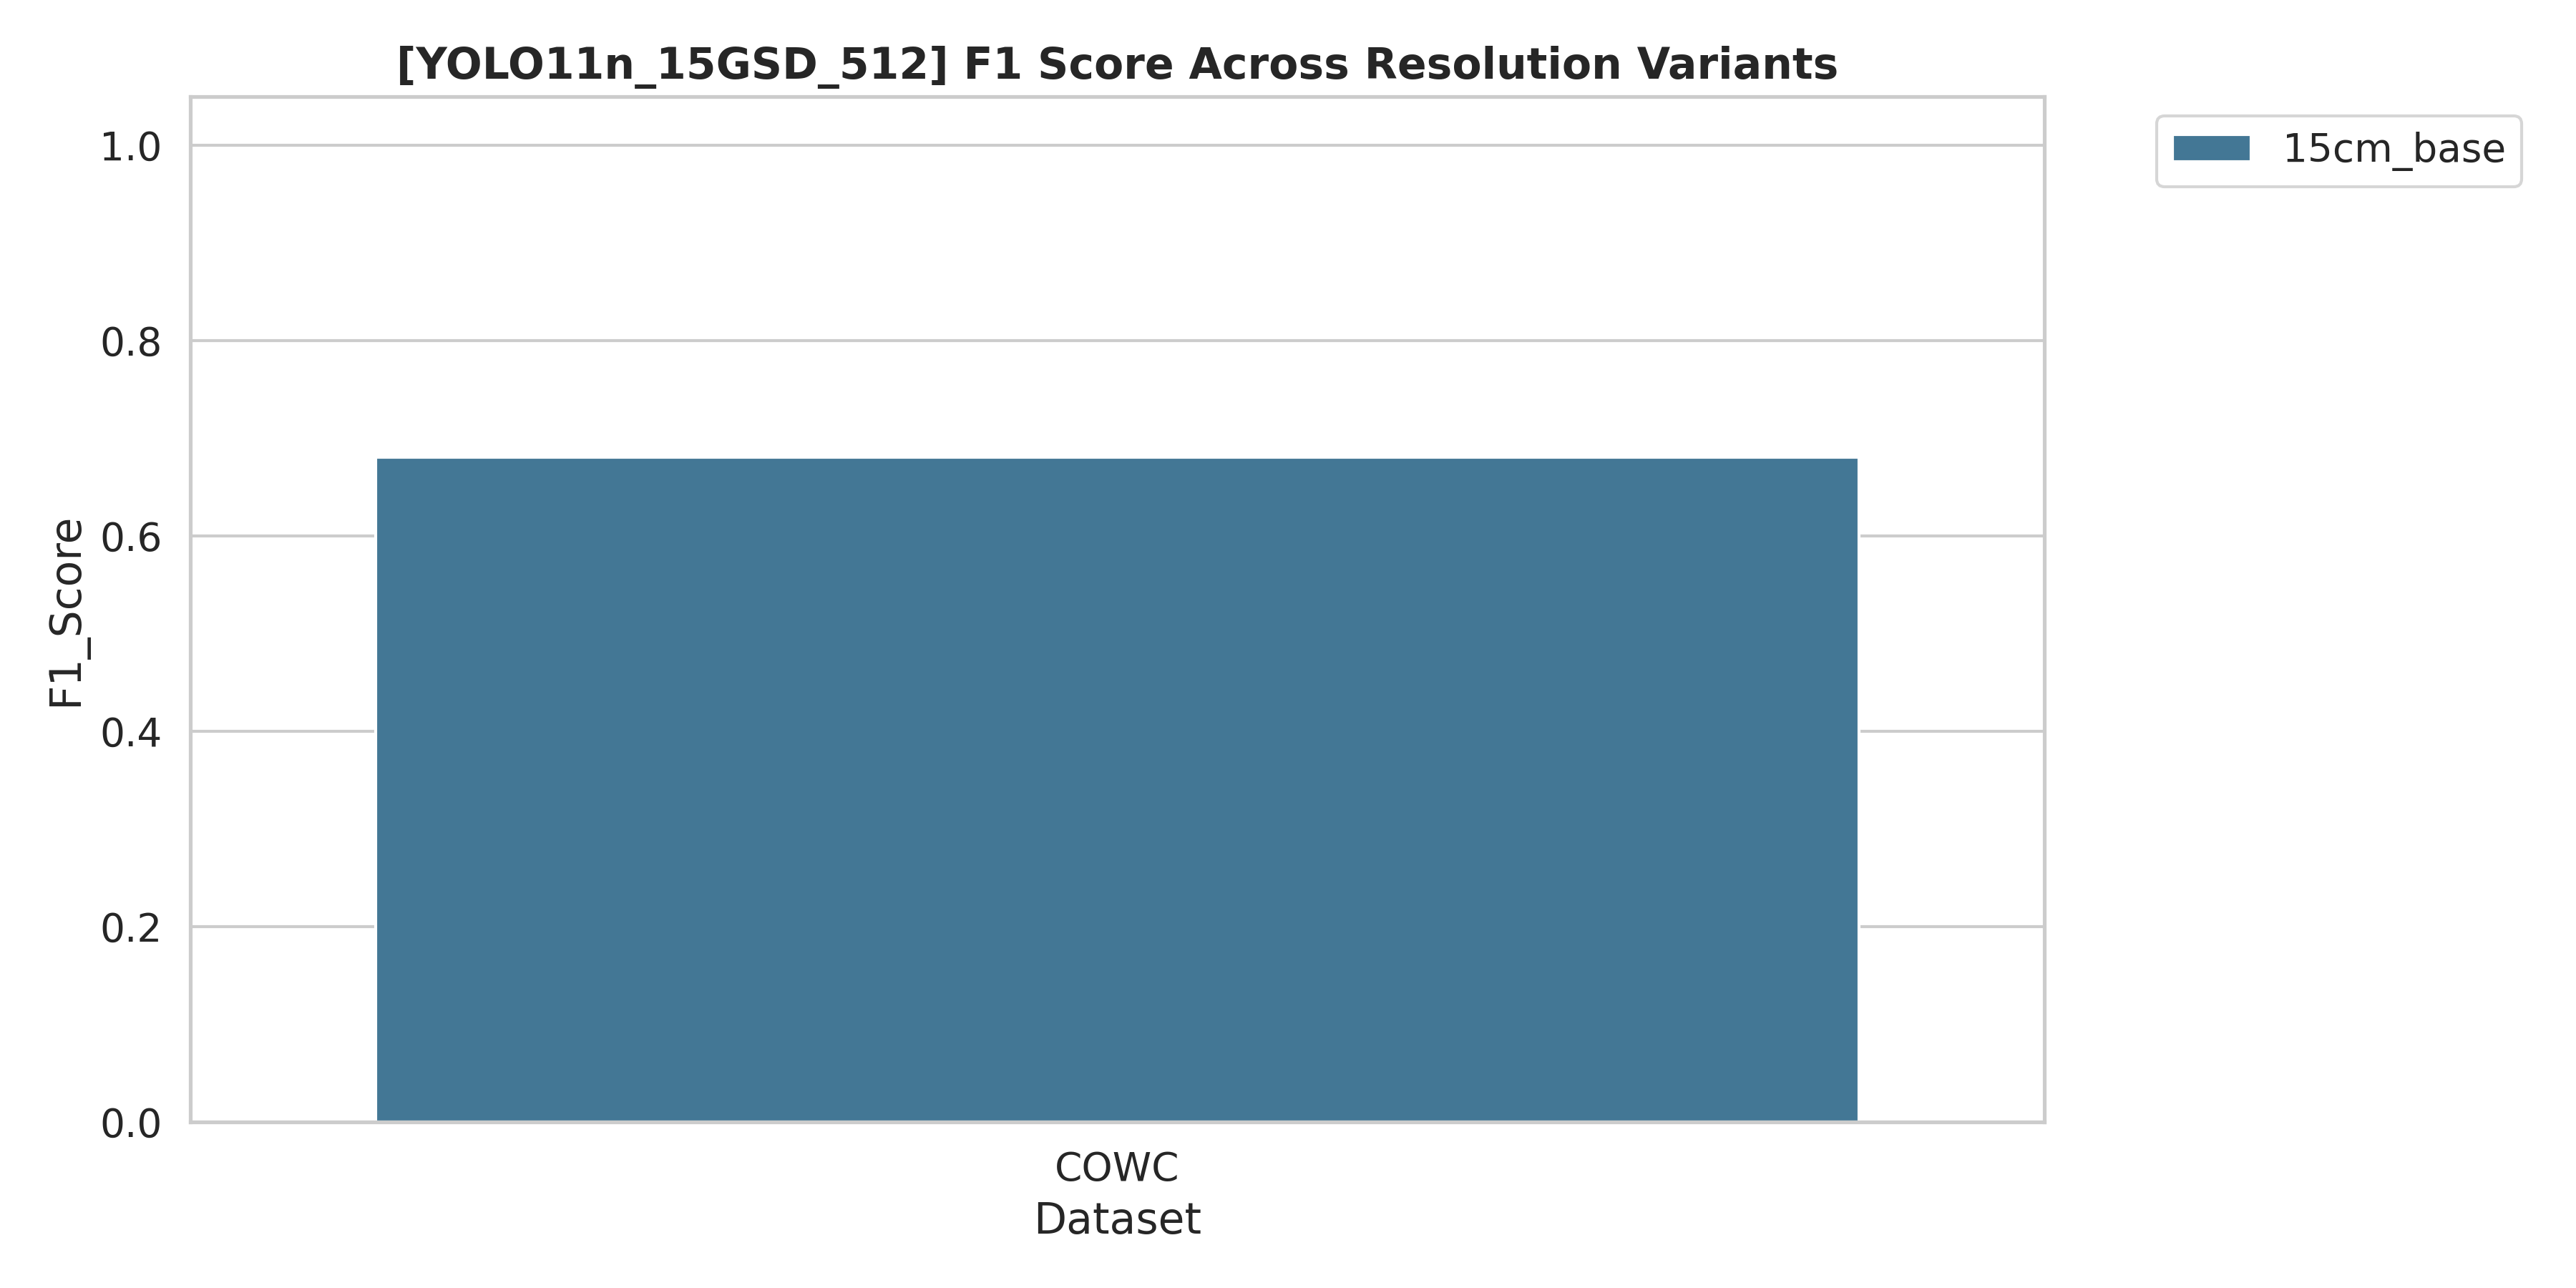 [YOLO11n_15GSD_512] F1 Score Across Resolution Variants
15cm_base
F1_Score
1.0
0.8
0.6
0.4
0.2
0.0
COWC
Dataset